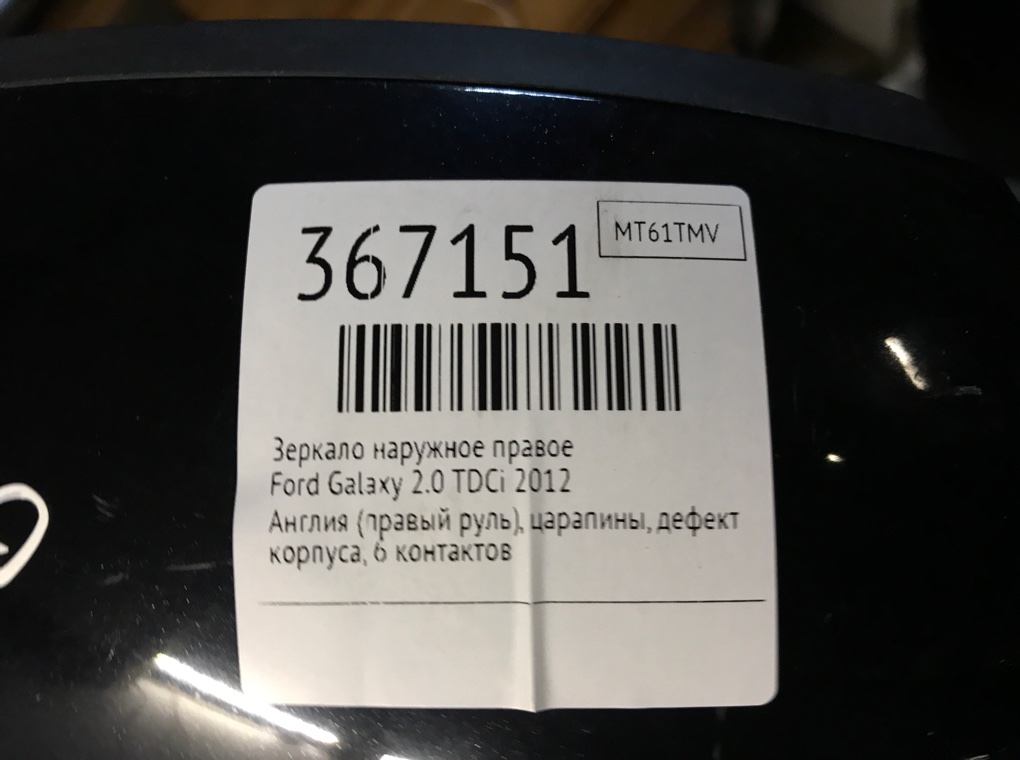 367151
MT61TMV
Зеркало наружное правое
Ford Galaxy 2.0 TDCi 2012
Англия (правый руль), царапины, дефект
корпуса, 6 контактов